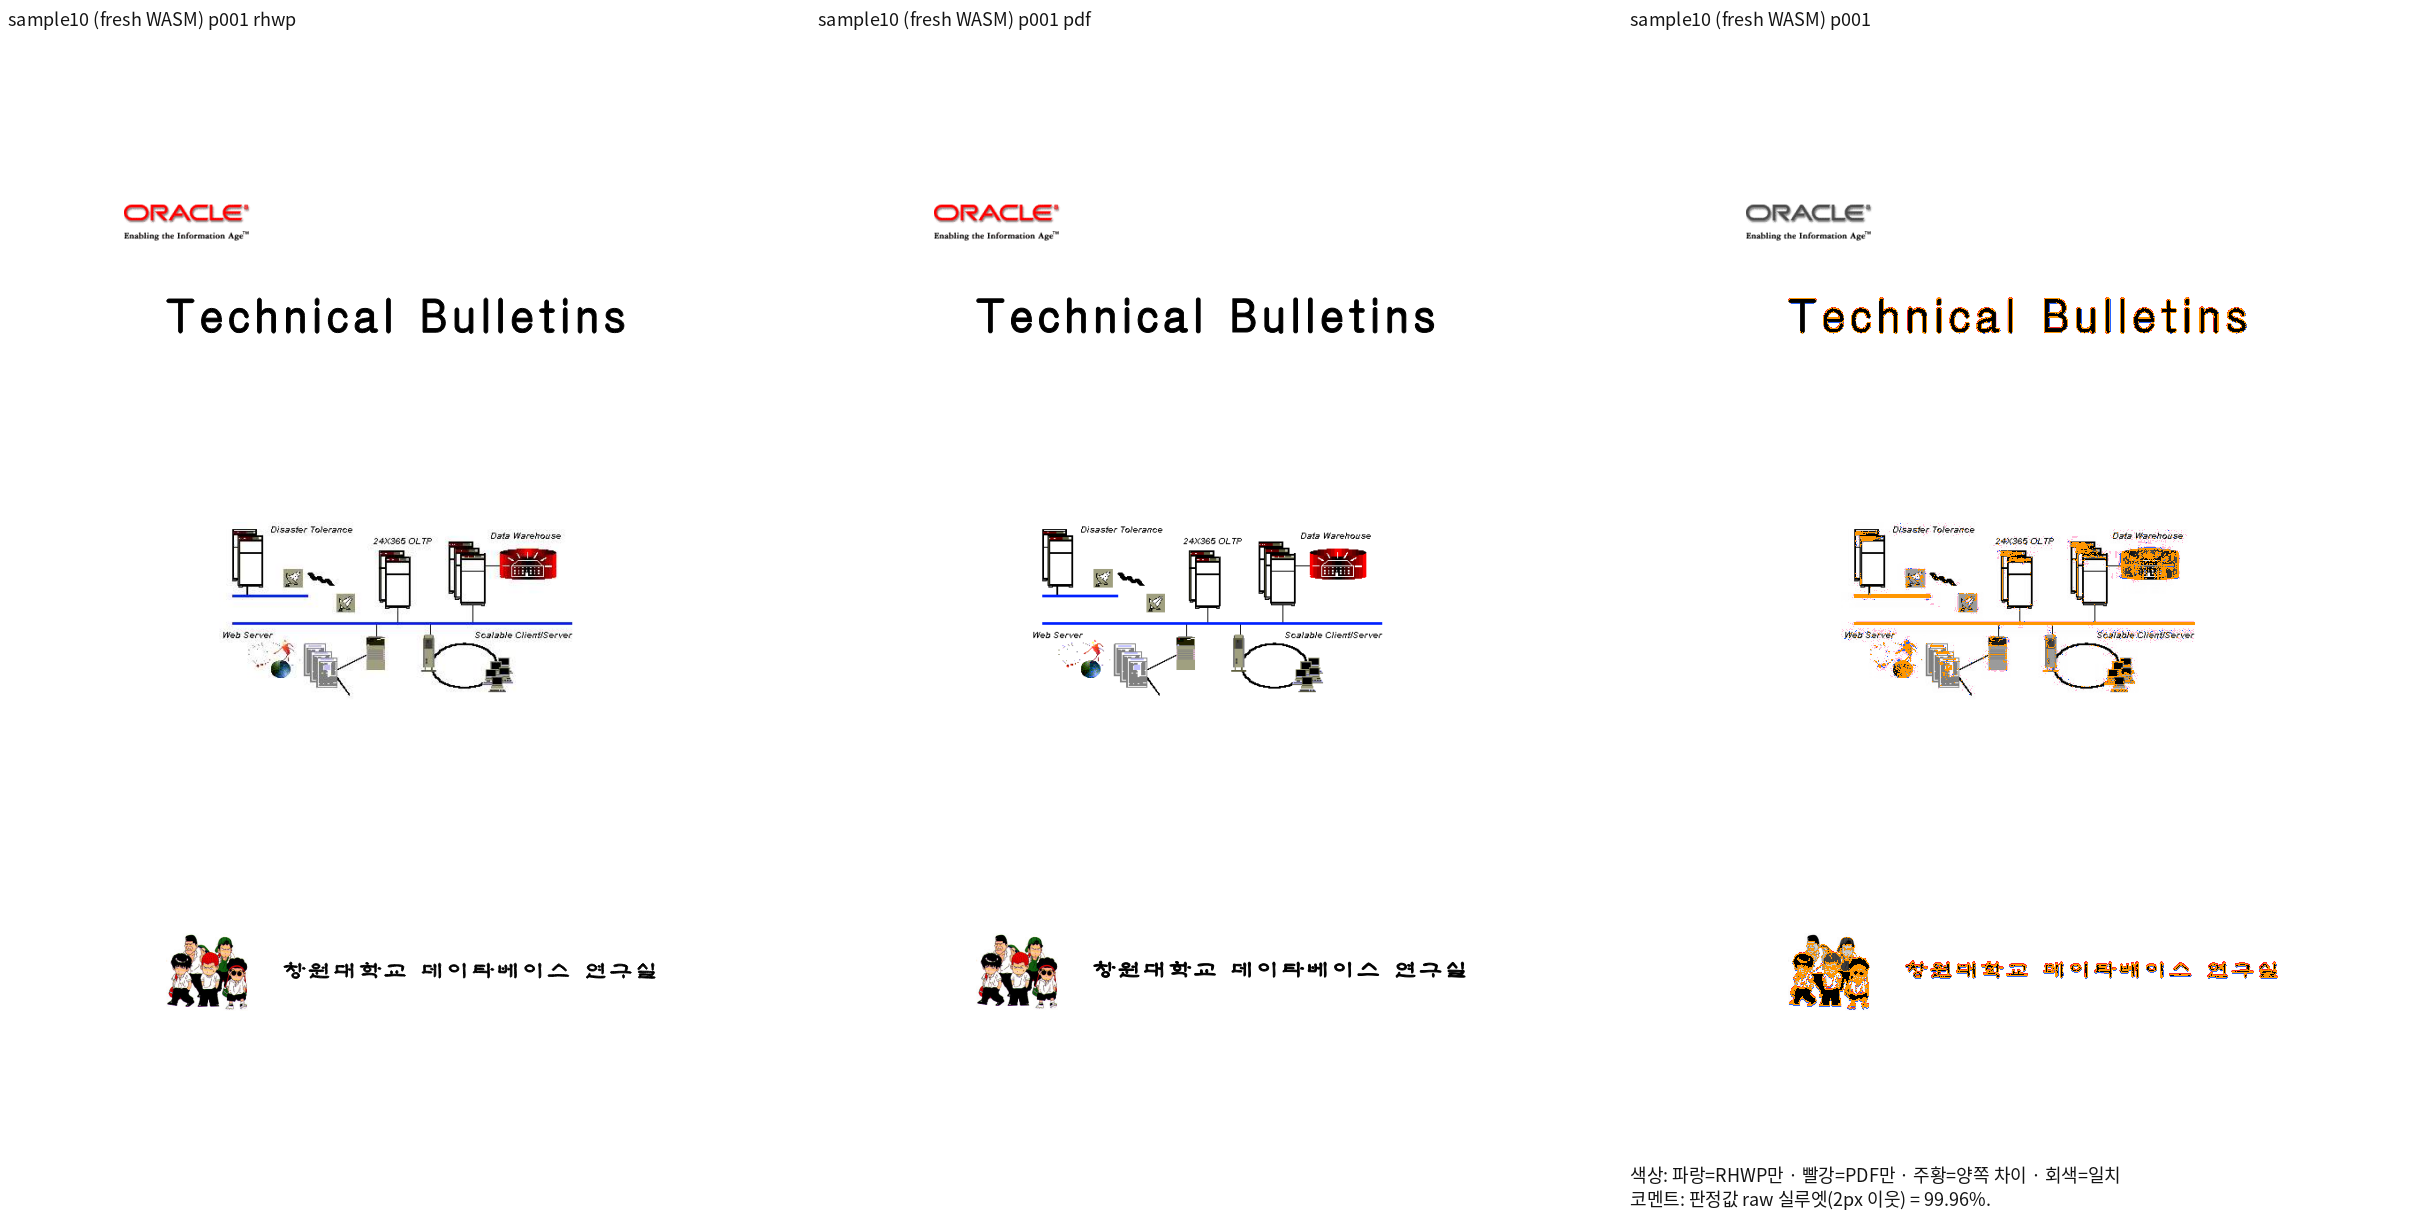 sample10 (fresh WASM) p001 rhwp
sample10 (fresh WASM) p001 pdf
sample10 (fresh WASM) p001
ORACLE®
Enabling the Information Age™
Technical Bulletins
Disaster Tolerance
24X365 OLTP
Data Warehouse
Web Server
Scalable Client/Server
창원대학교 데이타베이스 연구실
ORACLE®
Enabling the Information Age™
Technical Bulletins
Disaster Tolerance
24X365 OLTP
Data Warehouse
Web Server
Scalable Client/Server
창원대학교 데이타베이스 연구실
ORACLE®
Enabling the Information Age™
Technical Bulletins
Disaster Tolerance
24X365 OLTP
Data Warehouse
Web Server
Scalable Client/Server
창원대학교 데이타베이스 연구실
색상: 파랑=RHWP만 · 빨강=PDF만 · 주황=양쪽 차이 · 회색=일치
코멘트: 판정값 raw 실루엣(2px 이웃) = 99.96%.